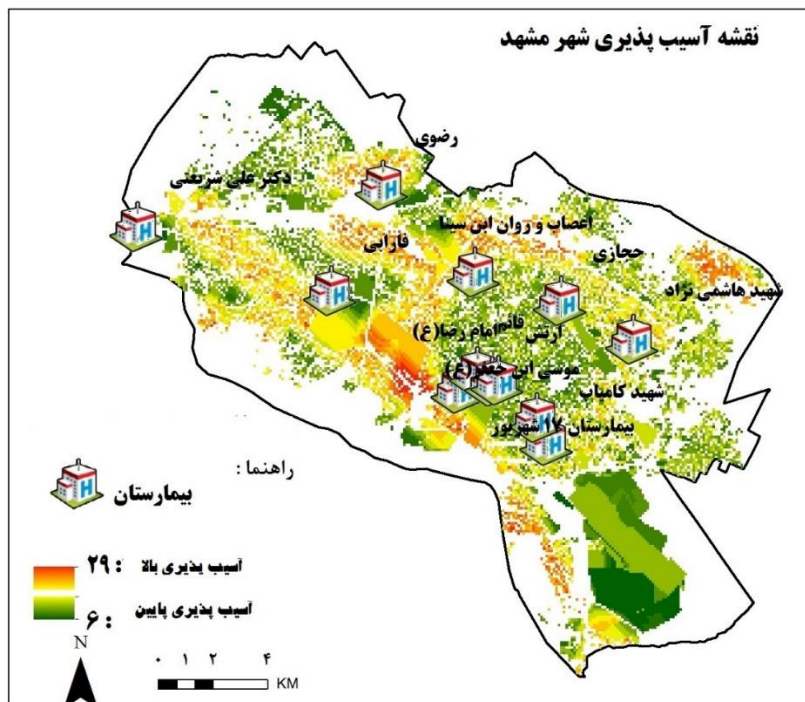 نقشه آسیب پذیری شهر مشهد
رضوی
دکتر علی شریعتی
اعصاب و روان ابن سینا
فارابی
حجازی
شهید هاشمی نژاد
ارتش
قائم
امام رضا(ع)
موسی ابن جعفر(ع)
شهید کامیاب
بیمارستان ۱۷ شهریور
راهنما :
بیمارستان
آسیب پذیری بالا ۲۹ :
آسیب پذیری پایین ۶ :
N
۰ ۱ ۲ ۴
KM